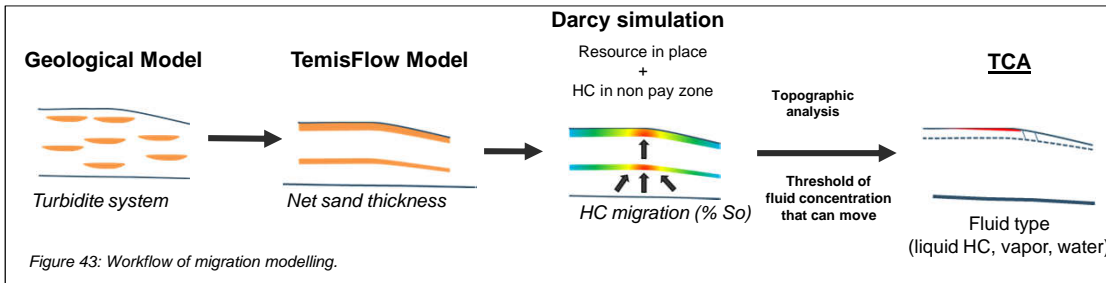 Geological Model
Turbidite system
TemisFlow Model
Net sand thickness
Darcy simulation
Resource in place
+
HC in non pay zone
HC migration (% So)
Topographic
analysis
Threshold of
fluid concentration
that can move
TCA
Fluid type
(liquid HC, vapor, water)
Figure 43: Workflow of migration modelling.